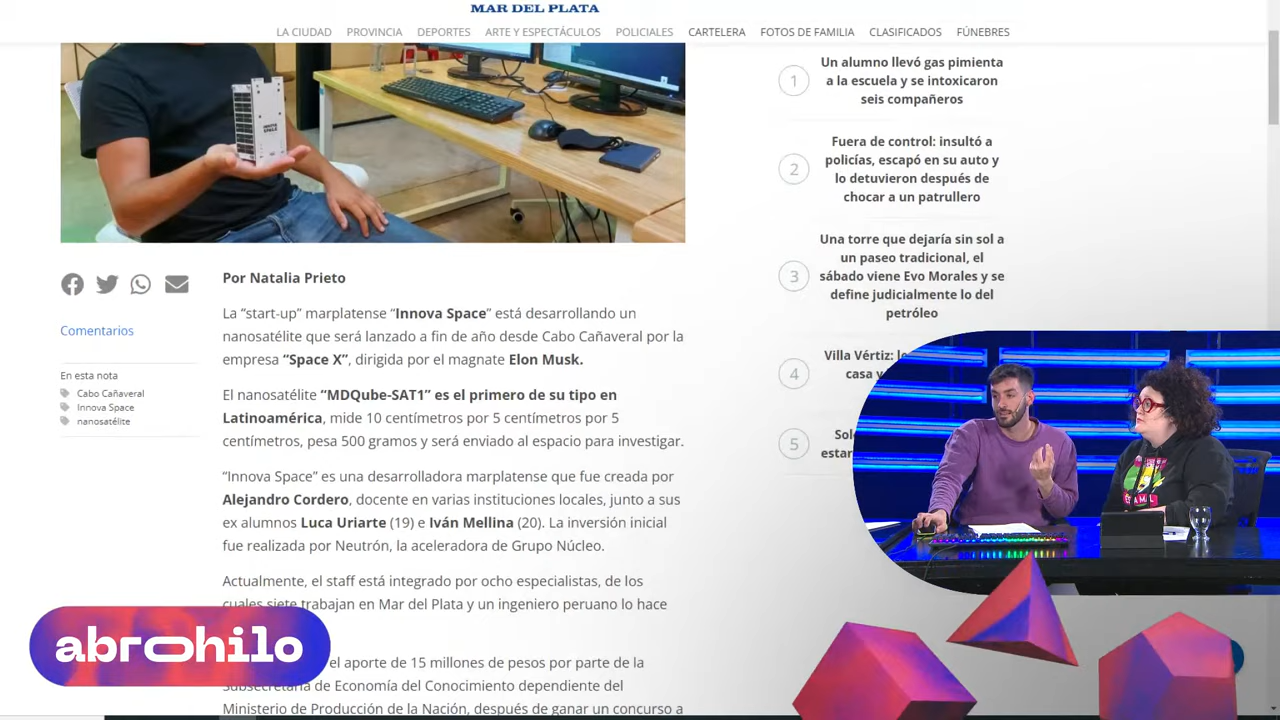 MAR DEL PLATA
LA CIUDAD PROVINCIA DEPORTES ARTE Y ESPECTÁCULOS POLICIALES CARTELERA FOTOS DE FAMILIA CLASIFICADOS FÚNEBRES
INNOVA
SPACE
Comentarios
En esta nota
Cabo Cañaveral
Innova Space
nanosatélite
Por Natalia Prieto
La “start-up” marplatense “Innova Space” está desarrollando un
nanosatélite que será lanzado a fin de año desde Cabo Cañaveral por la
empresa “Space X”, dirigida por el magnate Elon Musk.
El nanosatélite “MDQube-SAT1” es el primero de su tipo en
Latinoamérica, mide 10 centímetros por 5 centímetros por 5
centímetros, pesa 500 gramos y será enviado al espacio para investigar.
“Innova Space” es una desarrolladora marplatense que fue creada por
Alejandro Cordero, docente en varias instituciones locales, junto a sus
ex alumnos Luca Uriarte (19) e Iván Mellina (20). La inversión inicial
fue realizada por Neutrón, la aceleradora de Grupo Núcleo.
Actualmente, el staff está integrado por ocho especialistas, de los
cuales siete trabajan en Mar del Plata y un ingeniero peruano lo hace
el aporte de 15 millones de pesos por parte de la
Subsecretaría de Economía del Conocimiento dependiente del
Ministerio de Producción de la Nación, después de ganar un concurso a
1
Un alumno llevó gas pimienta
a la escuela y se intoxicaron
seis compañeros
2
Fuera de control: insultó a
policías, escapó en su auto y
lo detuvieron después de
chocar a un patrullero
3
Una torre que dejaría sin sol a
un paseo tradicional, el
sábado viene Evo Morales y se
define judicialmente lo del
petróleo
4
Villa Vértiz:
casa y
5
abrohilo